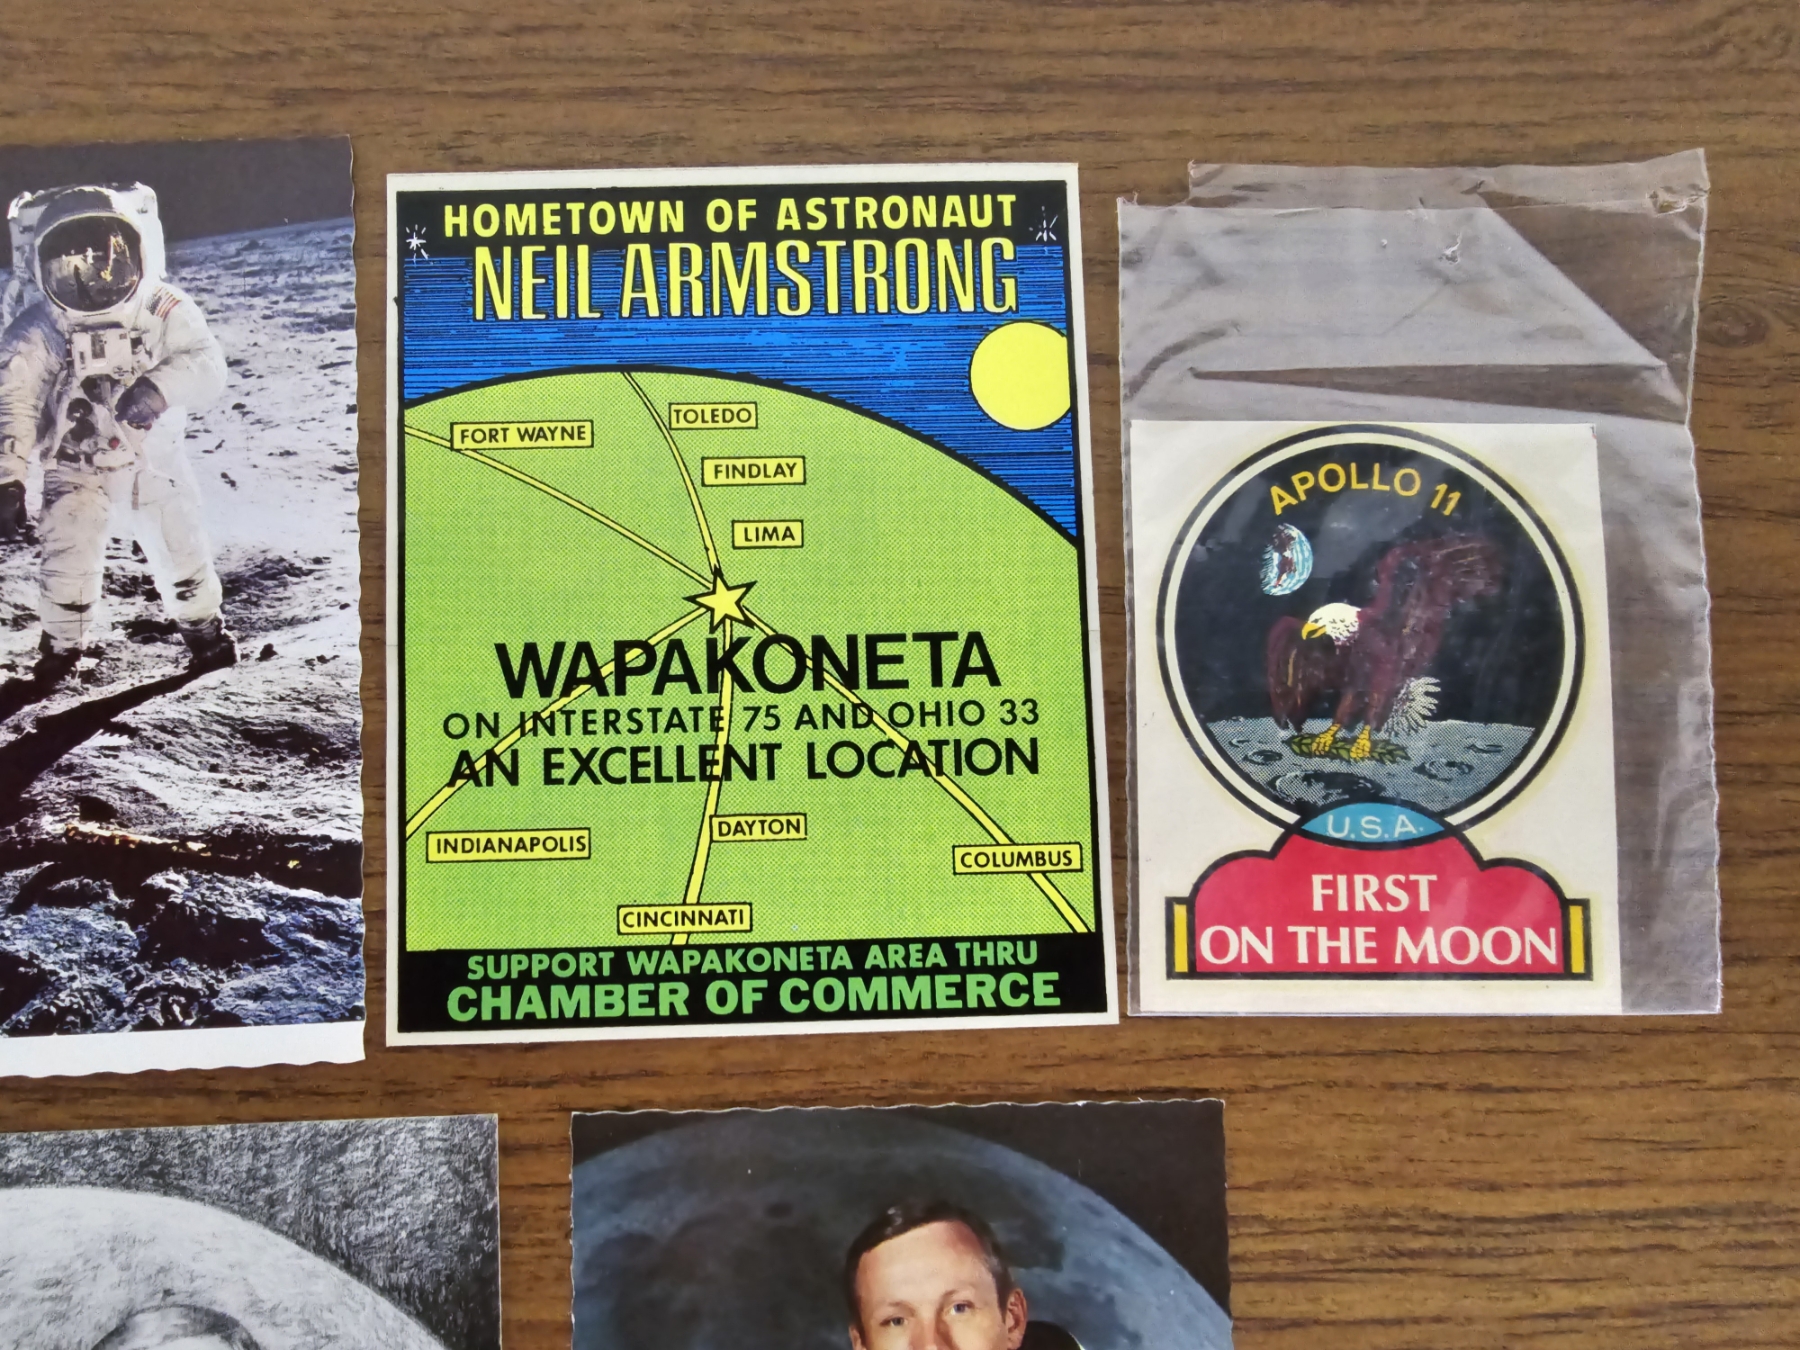 HOMETOWN OF ASTRONAUT
NEIL ARMSTRONG
TOLEDO
FORT WAYNE
FINDLAY
LIMA
WAPAKONETA
ON INTERSTATE 75 AND OHIO 33
AN EXCELLENT LOCATION
DAYTON
INDIANAPOLIS
COLUMBUS
CINCINNATI
SUPPORT WAPAKONETA AREA THRU
CHAMBER OF COMMERCE
APOLLO 11
U.S.A.
FIRST
ON THE MOON